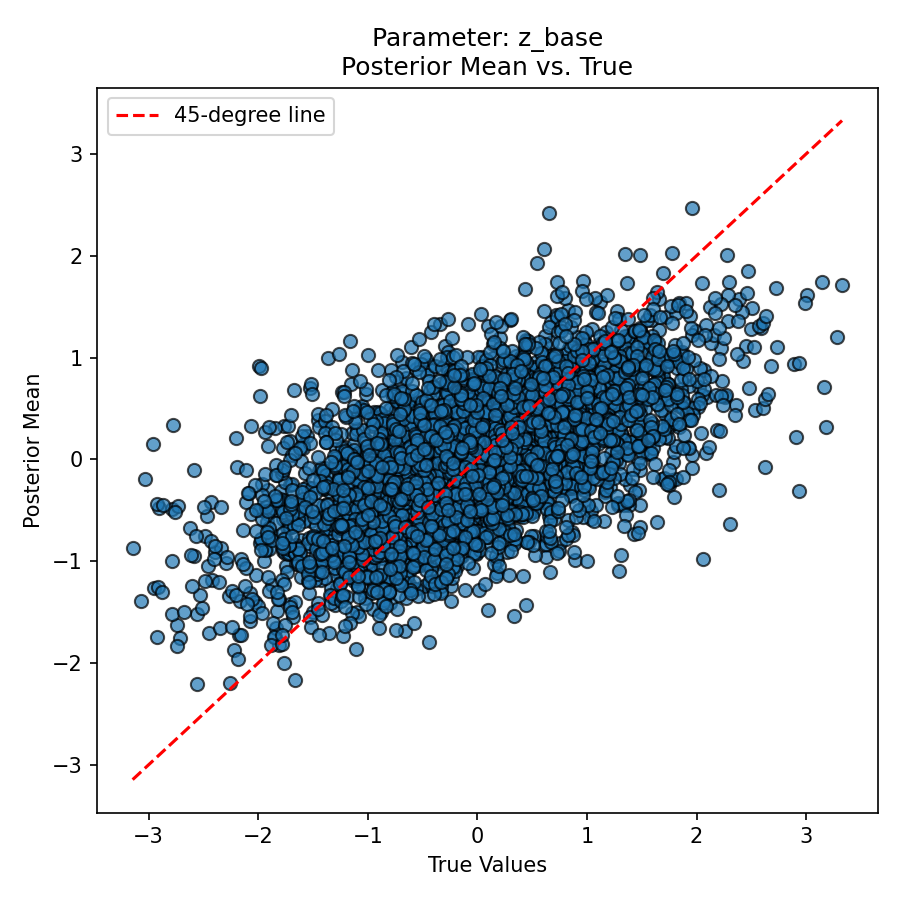 Parameter: z_base
Posterior Mean vs. True
45-degree line
3
2
1
0
−1
−2
−3
Posterior Mean
−3
−2
−1
0
1
2
3
True Values